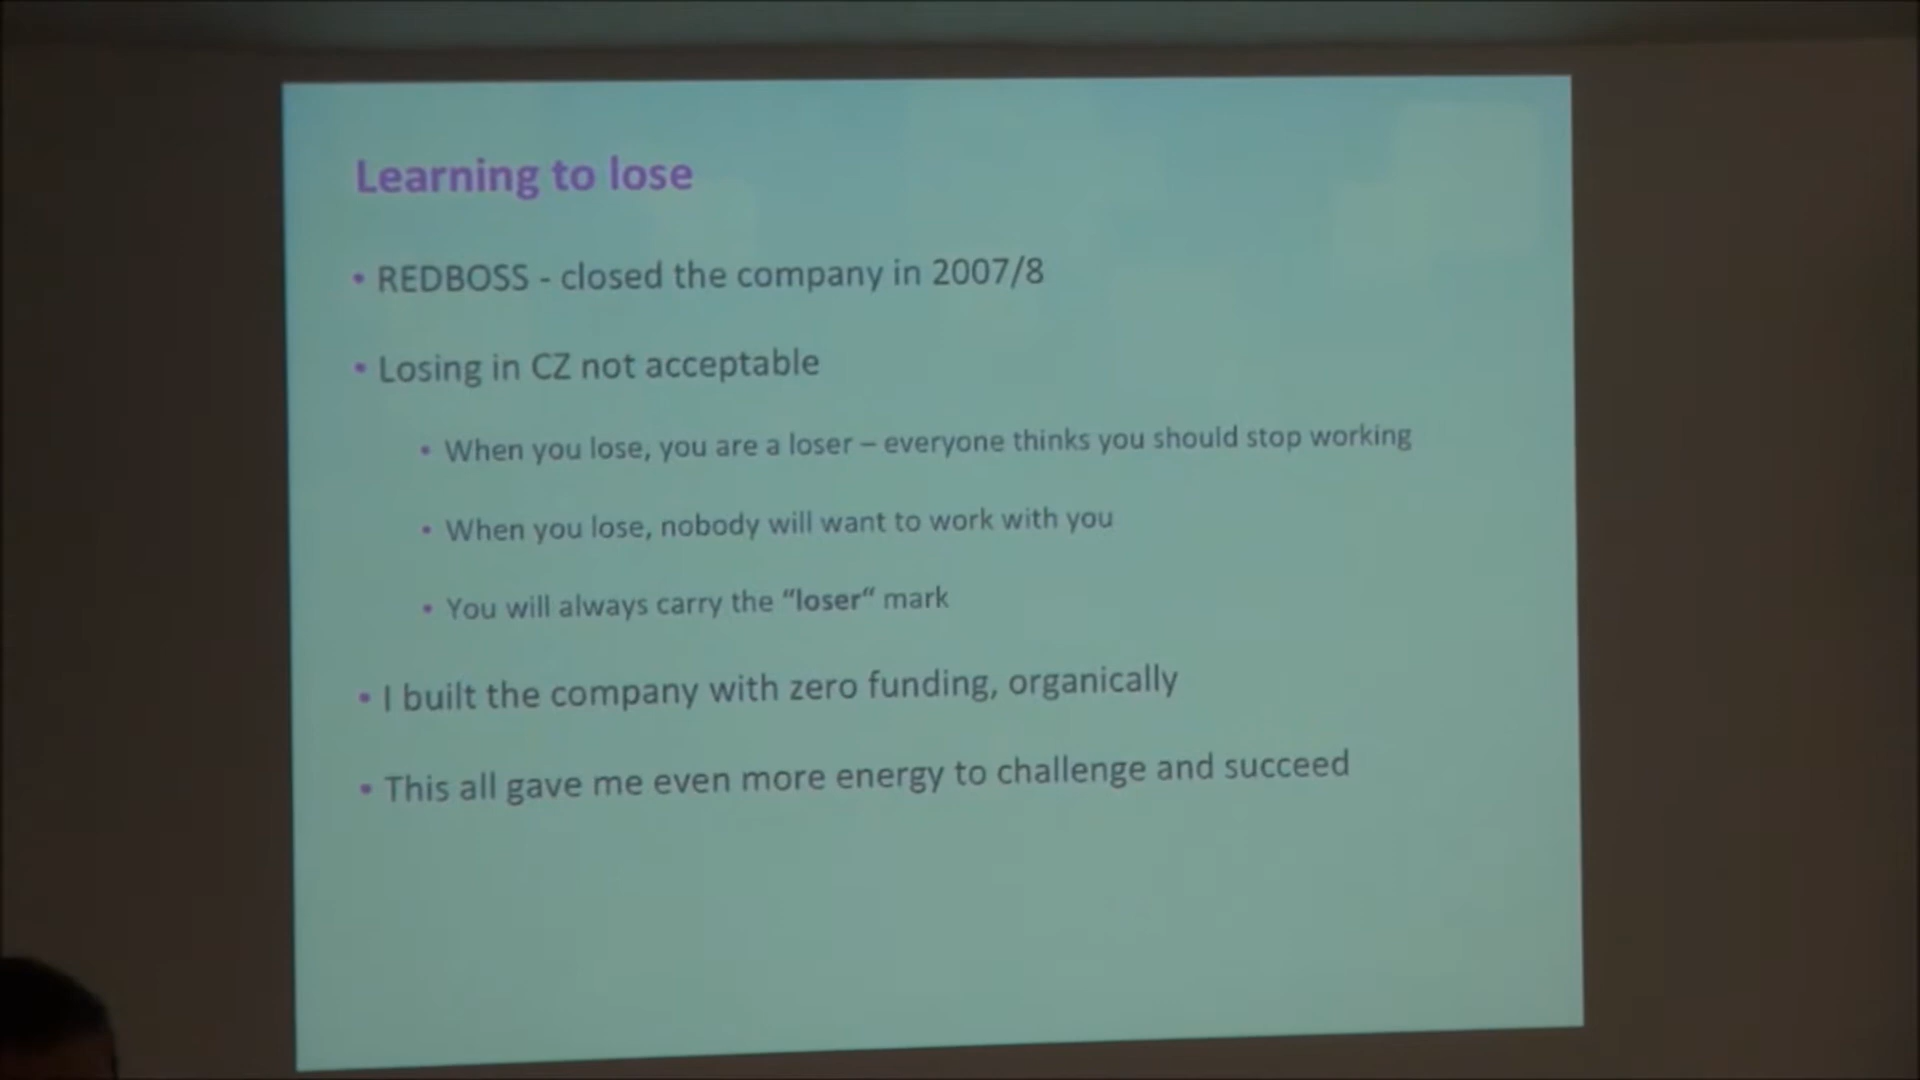 Learning to lose
• REDBOSS - closed the company in 2007/8
• Losing in CZ not acceptable
• When you lose, you are a loser – everyone thinks you should stop working
• When you lose, nobody will want to work with you
• You will always carry the “loser“ mark
• I built the company with zero funding, organically
• This all gave me even more energy to challenge and succeed